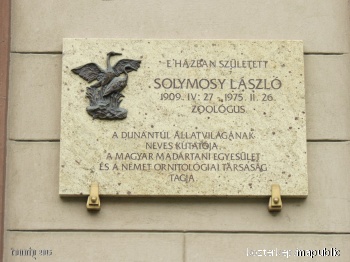 E HÁZBAN SZÜLETETT
SOLYMOSY LÁSZLÓ
1909. IV. 27 - 1975. II. 26.
ZOOLÓGUS
A DUNÁNTÚL ÁLLATVILÁGÁNAK
NEVES KUTATÓJA
A MAGYAR MADÁRTANI EGYESÜLET
ÉS A NÉMET ORNITOLÓGIAI TÁRSASÁG
TAGJA
mapublic